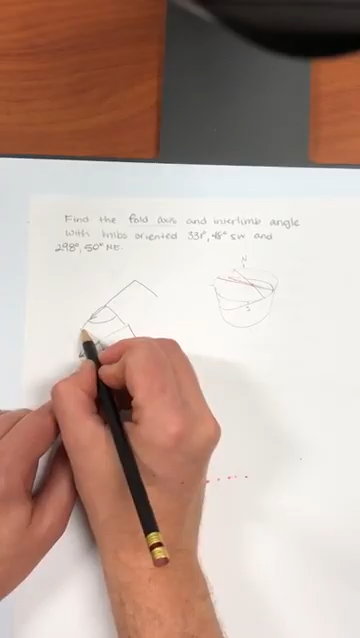 Find the fold axis and interlimb angle
with limbs oriented 331°, 48° SW and
298°, 50° NE.
N
S